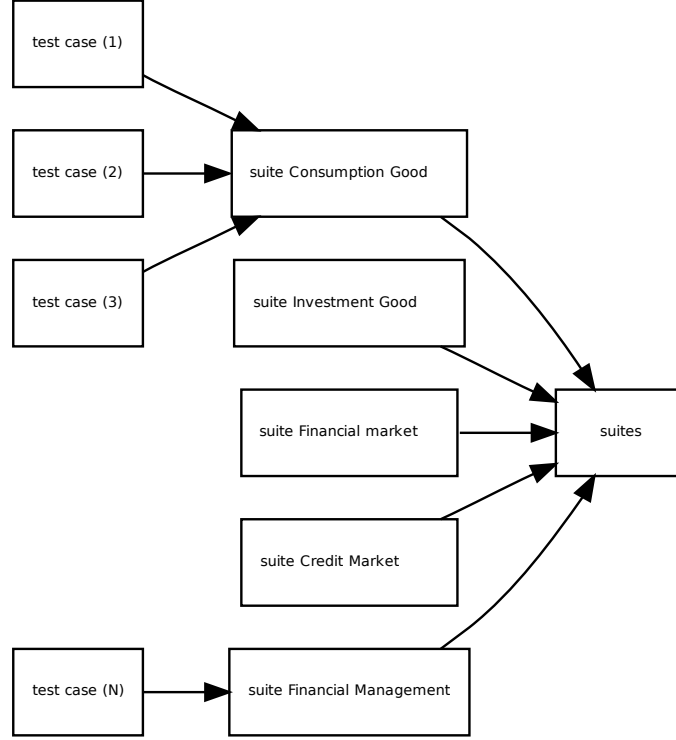 test case (1)
test case (2)
suite Consumption Good
test case (3)
suite Investment Good
suite Financial market
suites
suite Credit Market
test case (N)
suite Financial Management